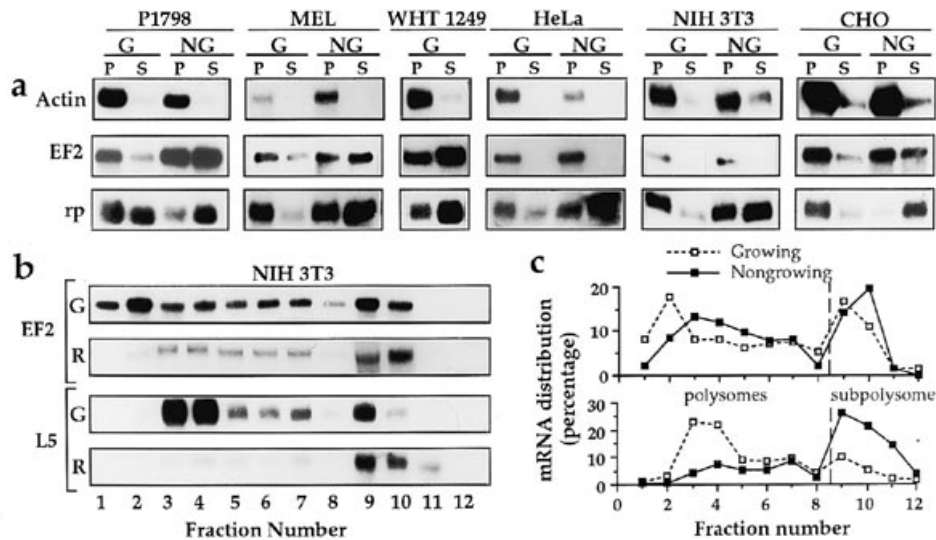 P1798 MEL WHT 1249 HeLa NIH 3T3 CHO
G NG G NG G G NG G NG G NG
P S P S P S P S P S P S P S P S P S P S P S
a
Actin
EF2
rp
b
NIH 3T3
EF2
G
R
L5
G
R
1 2 3 4 5 6 7 8 9 10 11 12
Fraction Number
c
Growing
Nongrowing
mRNA distribution
(percentage)
20
10
0
polysomes subpolysome
30
20
10
0
0 2 4 6 8 10 12
Fraction number